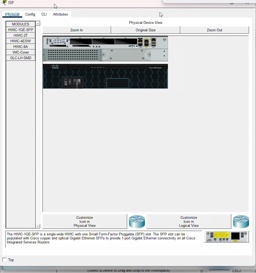 ISP
Physical Config CLI Attributes
MODULES
HWIC-1GE-SFP
HWIC-2T
HWIC-4ESW
HWIC-8A
WIC-Cover
GLC-LH-SMD
Physical Device View
Zoom In Original Size Zoom Out
Customize
Icon in
Physical View
Customize
Icon in
Logical View
The HWIC-1GE-SFP is a single-wide HWIC with one Small Form-Factor Pluggable (SFP) slot. The SFP slot can be
populated with Cisco copper and optical Gigabit Ethernet SFPs to provide 1-port Gigabit Ethernet connectivity on all Cisco
Integrated Services Routers.
Top